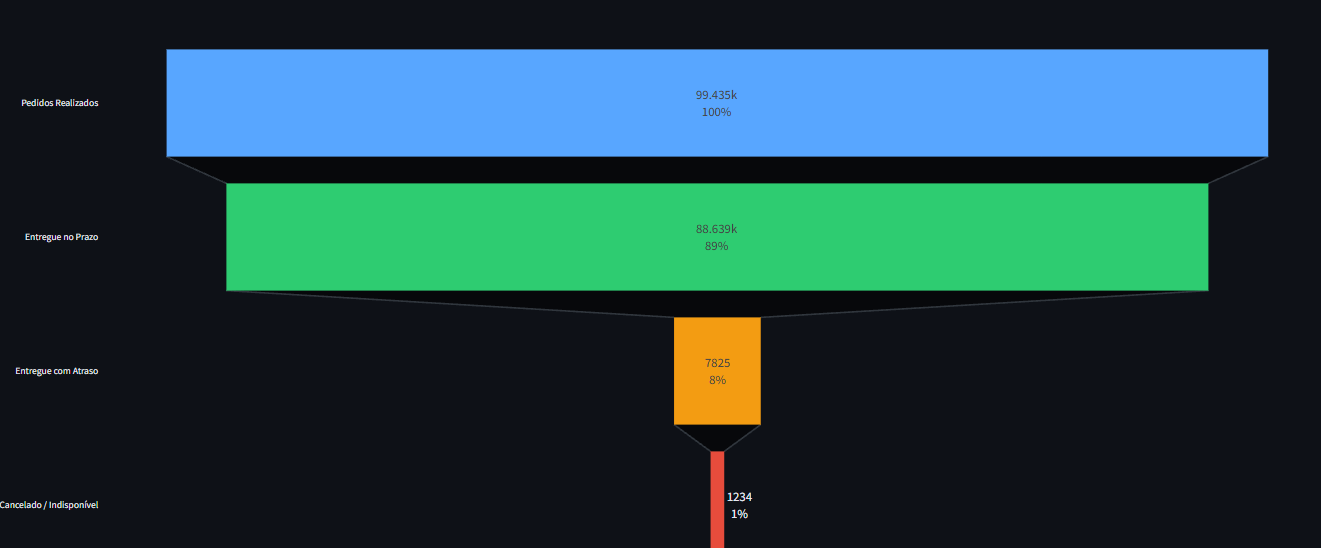 Pedidos Realizados
99.435k
100%
Entregue no Prazo
88.639k
89%
Entregue com Atraso
7825
8%
Cancelado / Indisponível
1234
1%